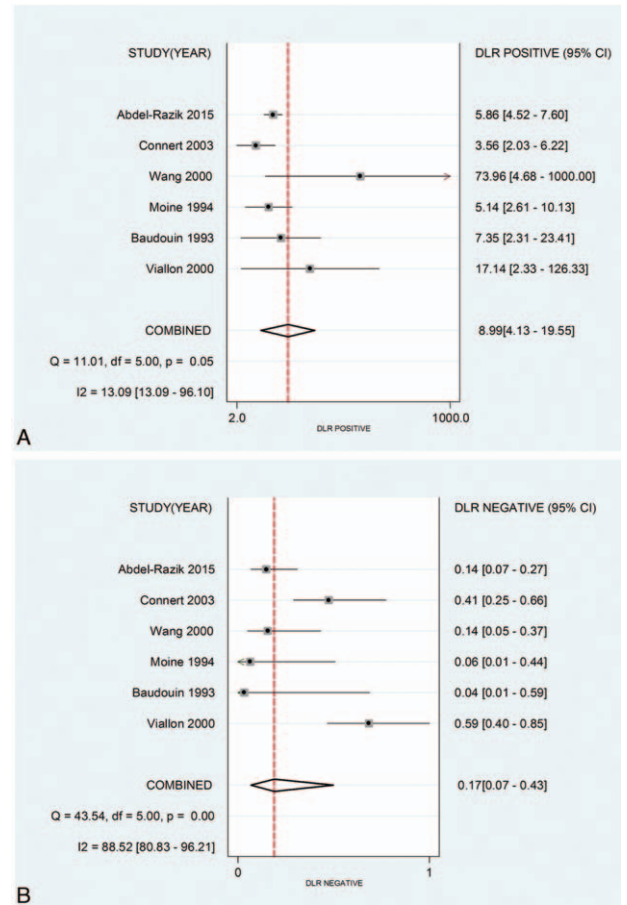 STUDY(YEAR) DLR POSITIVE (95% CI)
Abdel-Razik 2015 5.86 [4.52 - 7.60]
Connert 2003 3.56 [2.03 - 6.22]
Wang 2000 73.96 [4.68 - 1000.00]
Moine 1994 5.14 [2.61 - 10.13]
Baudouin 1993 7.35 [2.31 - 23.41]
Viallon 2000 17.14 [2.33 - 126.33]
COMBINED 8.99[4.13 - 19.55]
Q = 11.01, df = 5.00, p = 0.05
I2 = 13.09 [13.09 - 96.10]
2.0 1000.0
A DLR POSITIVE
STUDY(YEAR) DLR NEGATIVE (95% CI)
Abdel-Razik 2015 0.14 [0.07 - 0.27]
Connert 2003 0.41 [0.25 - 0.66]
Wang 2000 0.14 [0.05 - 0.37]
Moine 1994 0.06 [0.01 - 0.44]
Baudouin 1993 0.04 [0.01 - 0.59]
Viallon 2000 0.59 [0.40 - 0.85]
COMBINED 0.17[0.07 - 0.43]
Q = 43.54, df = 5.00, p = 0.00
I2 = 88.52 [80.83 - 96.21]
0 1
B DLR NEGATIVE